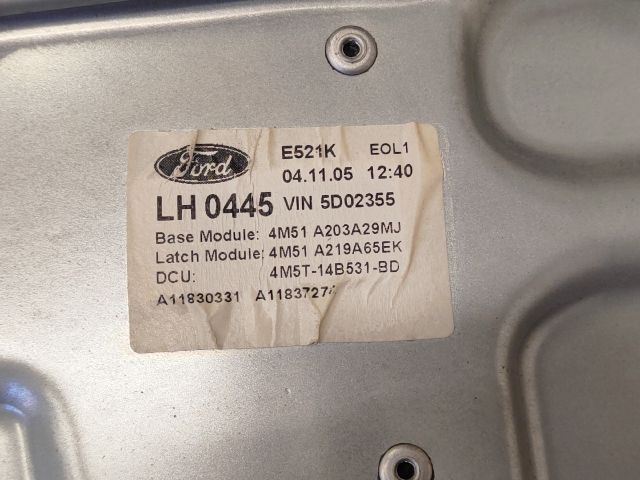 Ford E521K EOL1
04.11.05 12:40
LH 0445 VIN 5D02355
Base Module: 4M51 A203A29MJ
Latch Module: 4M51 A219A65EK
DCU: 4M5T-14B531-BD
A11830331